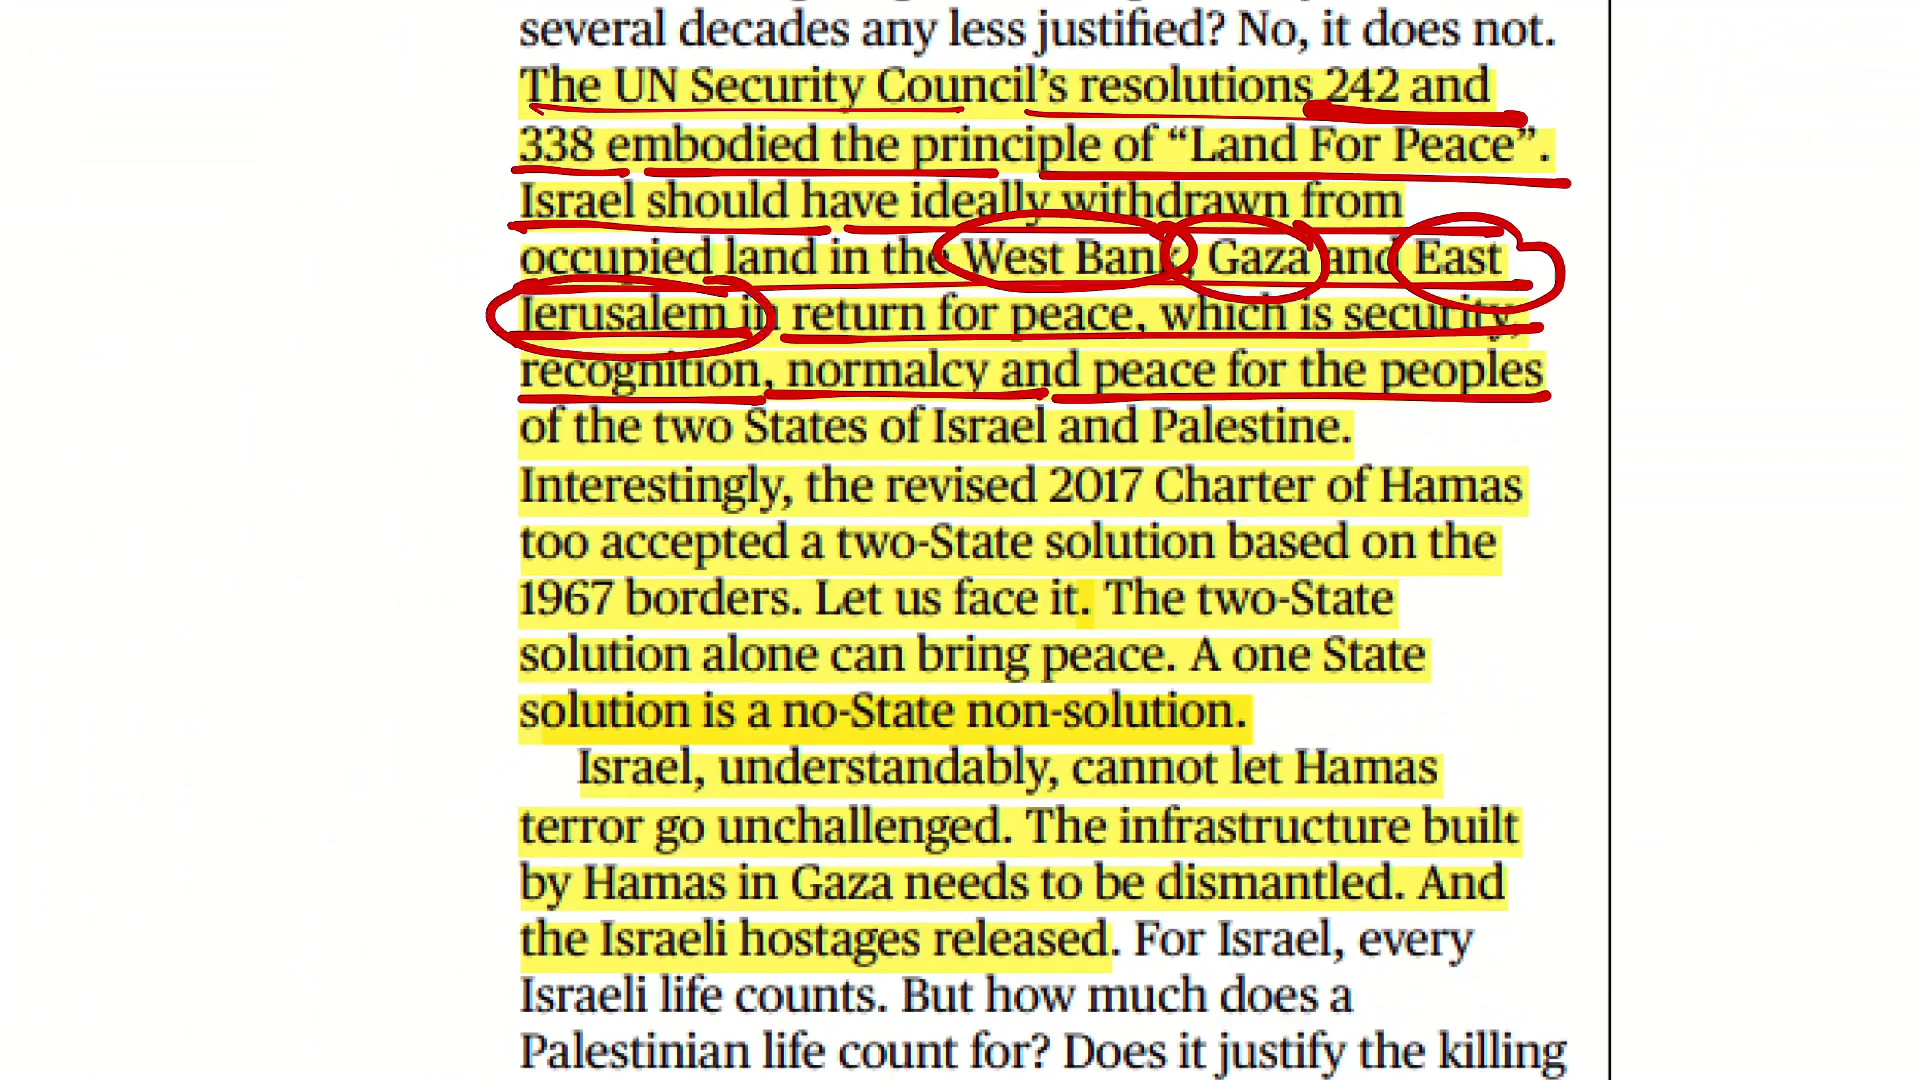 several decades any less justified? No, it does not.
The UN Security Council’s resolutions 242 and
338 embodied the principle of “Land For Peace”.
Israel should have ideally withdrawn from
occupied land in the West Bank, Gaza and East
Jerusalem in return for peace, which is security,
recognition, normalcy and peace for the peoples
of the two States of Israel and Palestine.
Interestingly, the revised 2017 Charter of Hamas
too accepted a two-State solution based on the
1967 borders. Let us face it. The two-State
solution alone can bring peace. A one State
solution is a no-State non-solution.
Israel, understandably, cannot let Hamas
terror go unchallenged. The infrastructure built
by Hamas in Gaza needs to be dismantled. And
the Israeli hostages released. For Israel, every
Israeli life counts. But how much does a
Palestinian life count for? Does it justify the killing